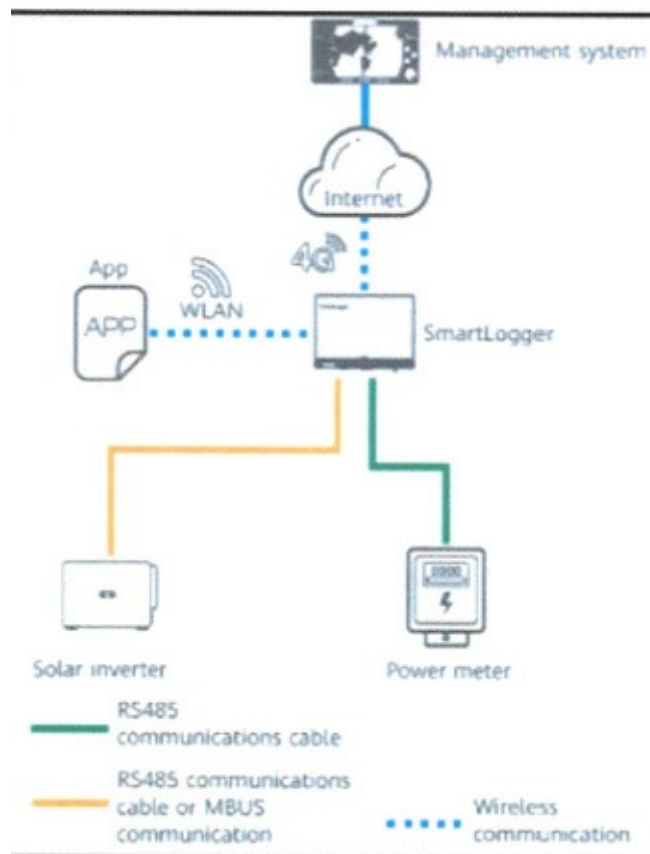 Management system
Internet
4G
App
APP
WLAN
SmartLogger
0900
Solar inverter
Power meter
RS485
communications cable
RS485 communications
cable or MBUS
communication
Wireless
communication